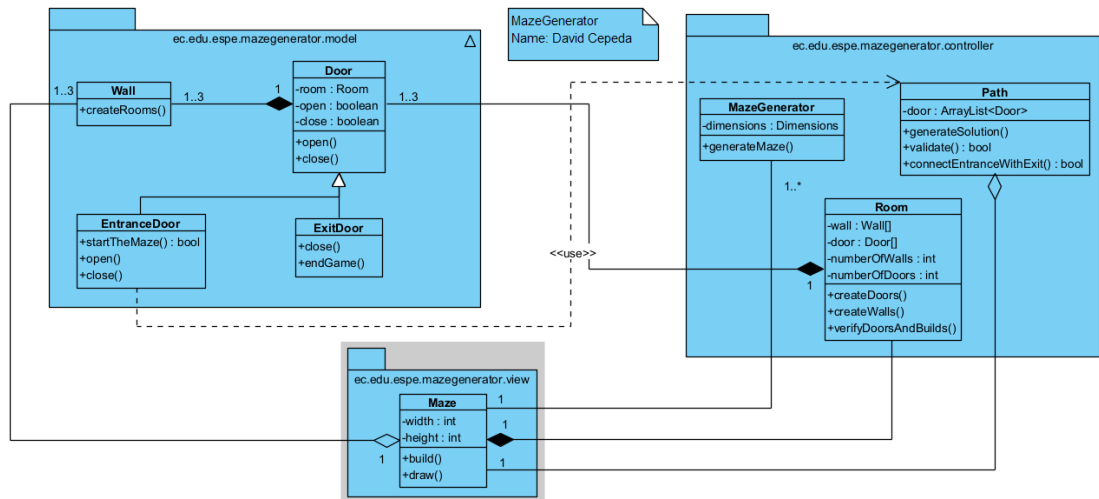 MazeGenerator
Name: David Cepeda
ec.edu.espe.mazegenerator.model
Wall
+createRooms()
1..3
1..3
1
Door
-room : Room
-open : boolean
-close : boolean
+open()
+close()
1..3
EntranceDoor
+startTheMaze() : bool
+open()
+close()
ExitDoor
+close()
+endGame()
<<use>>
ec.edu.espe.mazegenerator.controller
MazeGenerator
-dimensions : Dimensions
+generateMaze()
1..*
Path
-door : ArrayList<Door>
+generateSolution()
+validate() : bool
+connectEntranceWithExit() : bool
Room
-wall : Wall[]
-door : Door[]
-numberOfWalls : int
-numberOfDoors : int
+createDoors()
+createWalls()
+verifyDoorsAndBuilds()
1
ec.edu.espe.mazegenerator.view
Maze
-width : int
-height : int
+build()
+draw()
1
1
1
1